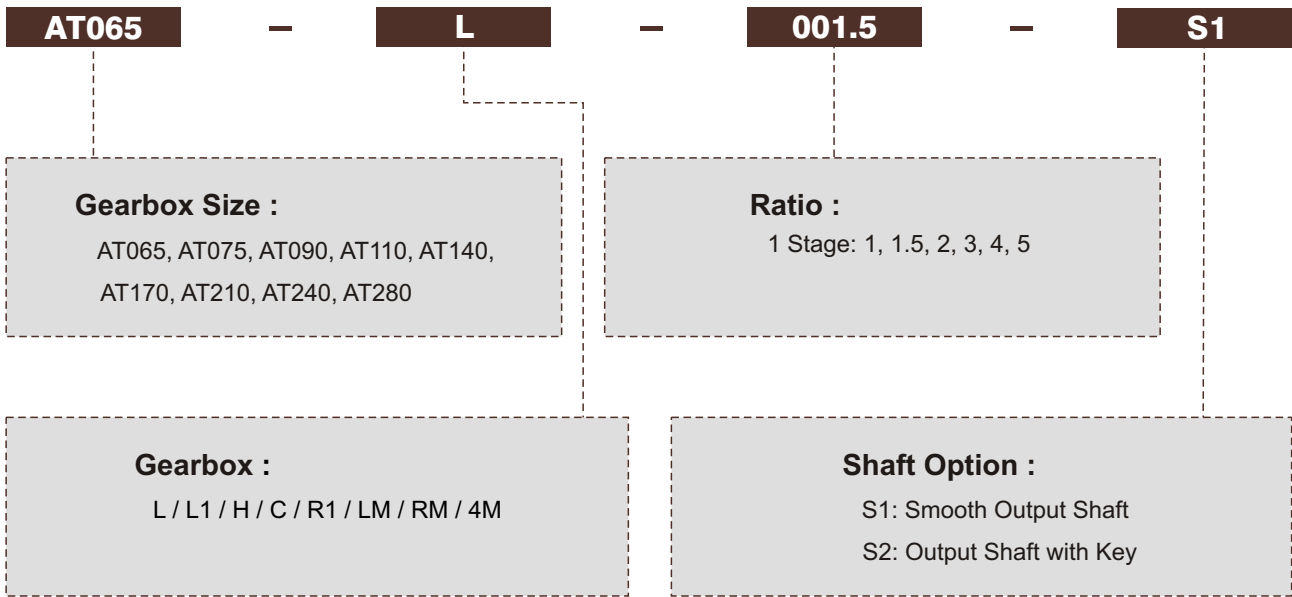 AT065 – L – 001.5 – S1
Gearbox Size :
AT065, AT075, AT090, AT110, AT140,
AT170, AT210, AT240, AT280
Ratio :
1 Stage: 1, 1.5, 2, 3, 4, 5
Gearbox :
L / L1 / H / C / R1 / LM / RM / 4M
Shaft Option :
S1: Smooth Output Shaft
S2: Output Shaft with Key